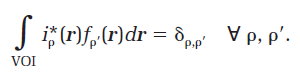 ∫ i*ρ(r)fρ′(r)dr = δρ,ρ′ ∀ ρ, ρ′.
VOI